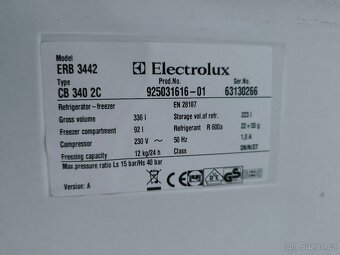 Model
ERB 3442
Type
CB 340 2C
Electrolux
Prod.No.
925031616-01
Ser.No.
63130266
Refrigerator-freezer
EN 28187
Gross volume 336 l
Storage vol.of refr. 223 l
Freezer compartment 92 l
Refrigerant R 600a 22+55 g
Compressor 230 V~
50 Hz 1,0 A
Freezing capacity 12 kg/24 h
Class SN/N/ST
Max.pressure ratio Ls 15 bar/Hs 40 bar
Version: A